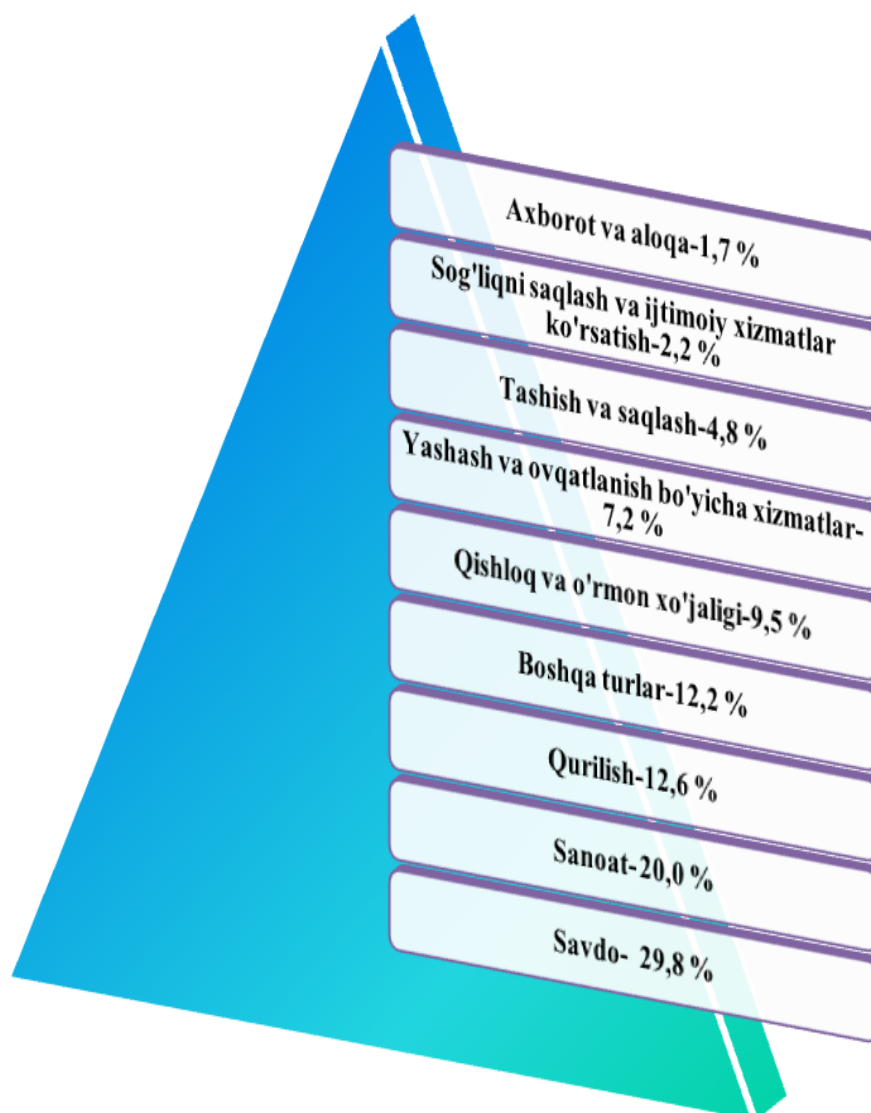 Axborot va aloqa-1,7 %
Sog'liqni saqlash va ijtimoiy xizmatlar
ko'rsatish-2,2 %
Tashish va saqlash-4,8 %
Yashash va ovqatlanish bo'yicha xizmatlar-
7,2 %
Qishloq va o'rmon xo'jaligi-9,5 %
Boshqa turlar-12,2 %
Qurilish-12,6 %
Sanoat-20,0 %
Savdo- 29,8 %